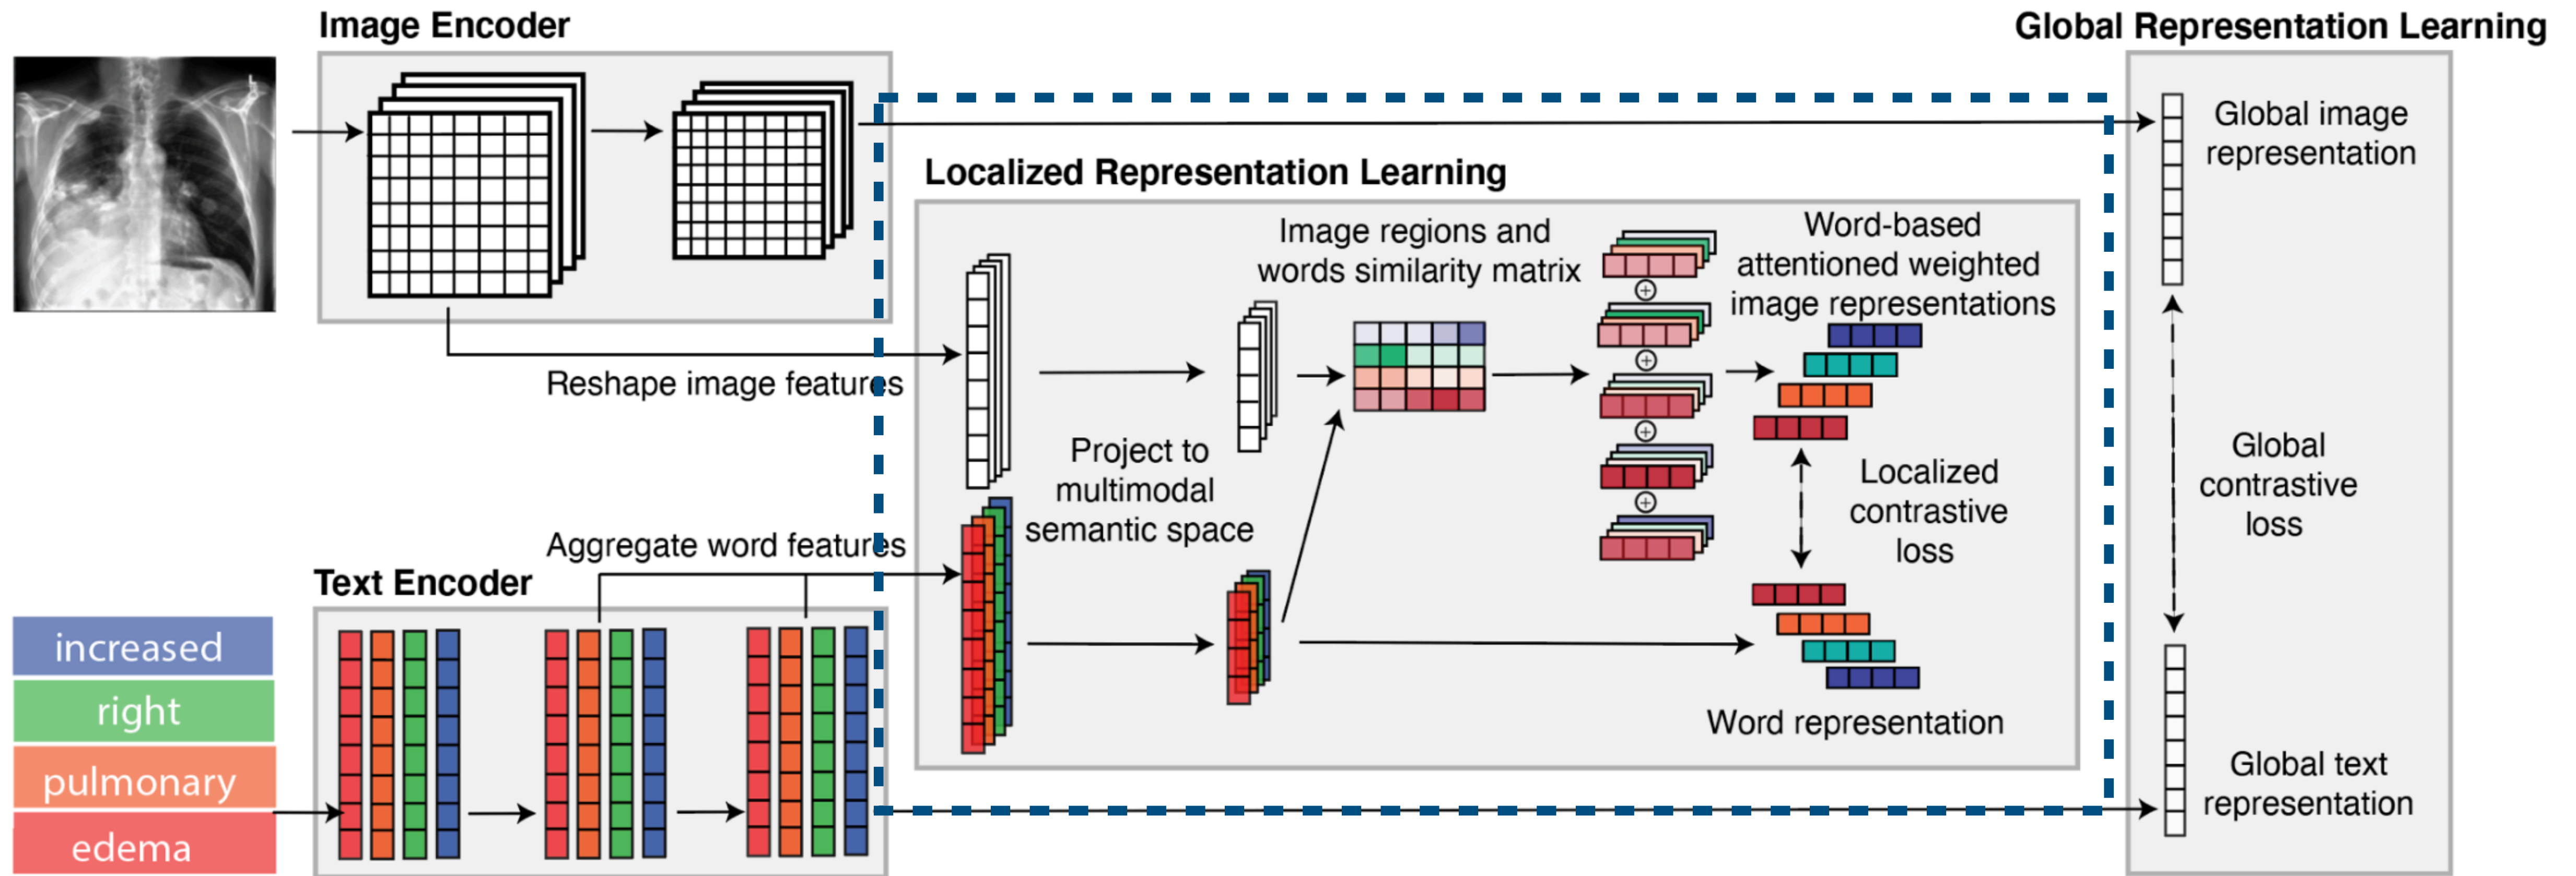 Image Encoder
Global Representation Learning
L
Global image
representation
Localized Representation Learning
Image regions and
words similarity matrix
Word-based
attentioned weighted
image representations
Reshape image features
Project to
multimodal
semantic space
Localized
contrastive
loss
Global
contrastive
loss
Aggregate word features
Text Encoder
increased
right
pulmonary
edema
Word representation
Global text
representation